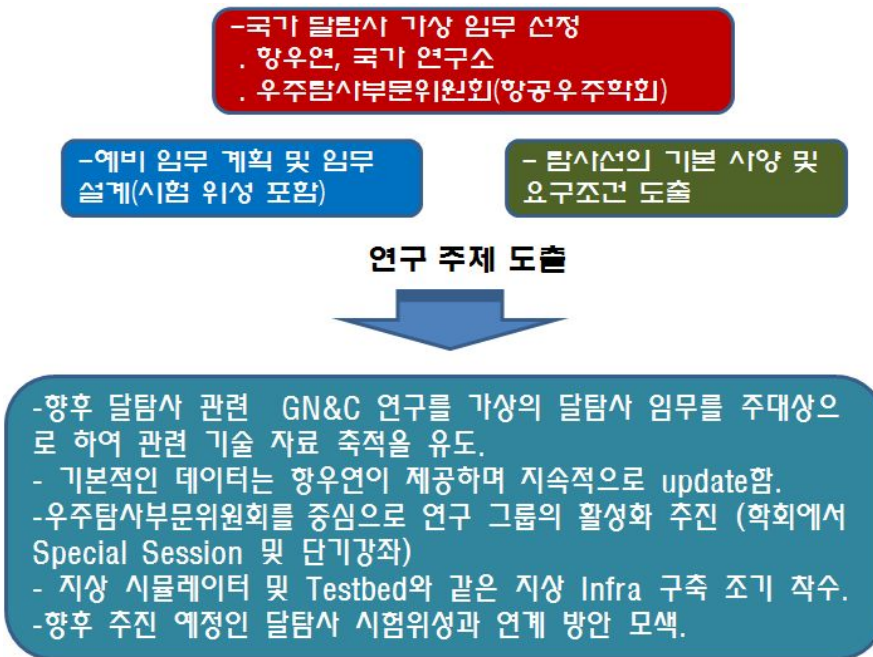 -국가 달탐사 가상 임무 선정
. 항우연, 국가 연구소
. 우주탐사부문위원회(항공우주학회)
-예비 임무 계획 및 임무
설계(시험 위성 포함)
- 탐사선의 기본 사양 및
요구조건 도출
연구 주제 도출
-향후 달탐사 관련 GN&C 연구를 가상의 달탐사 임무를 주대상으
로 하여 관련 기술 자료 축적을 유도.
- 기본적인 데이터는 항우연이 제공하며 지속적으로 update함.
-우주탐사부문위원회를 중심으로 연구 그룹의 활성화 추진 (학회에서
Special Session 및 단기강좌)
- 지상 시뮬레이터 및 Testbed와 같은 지상 Infra 구축 조기 착수.
-향후 추진 예정인 달탐사 시험위성과 연계 방안 모색.